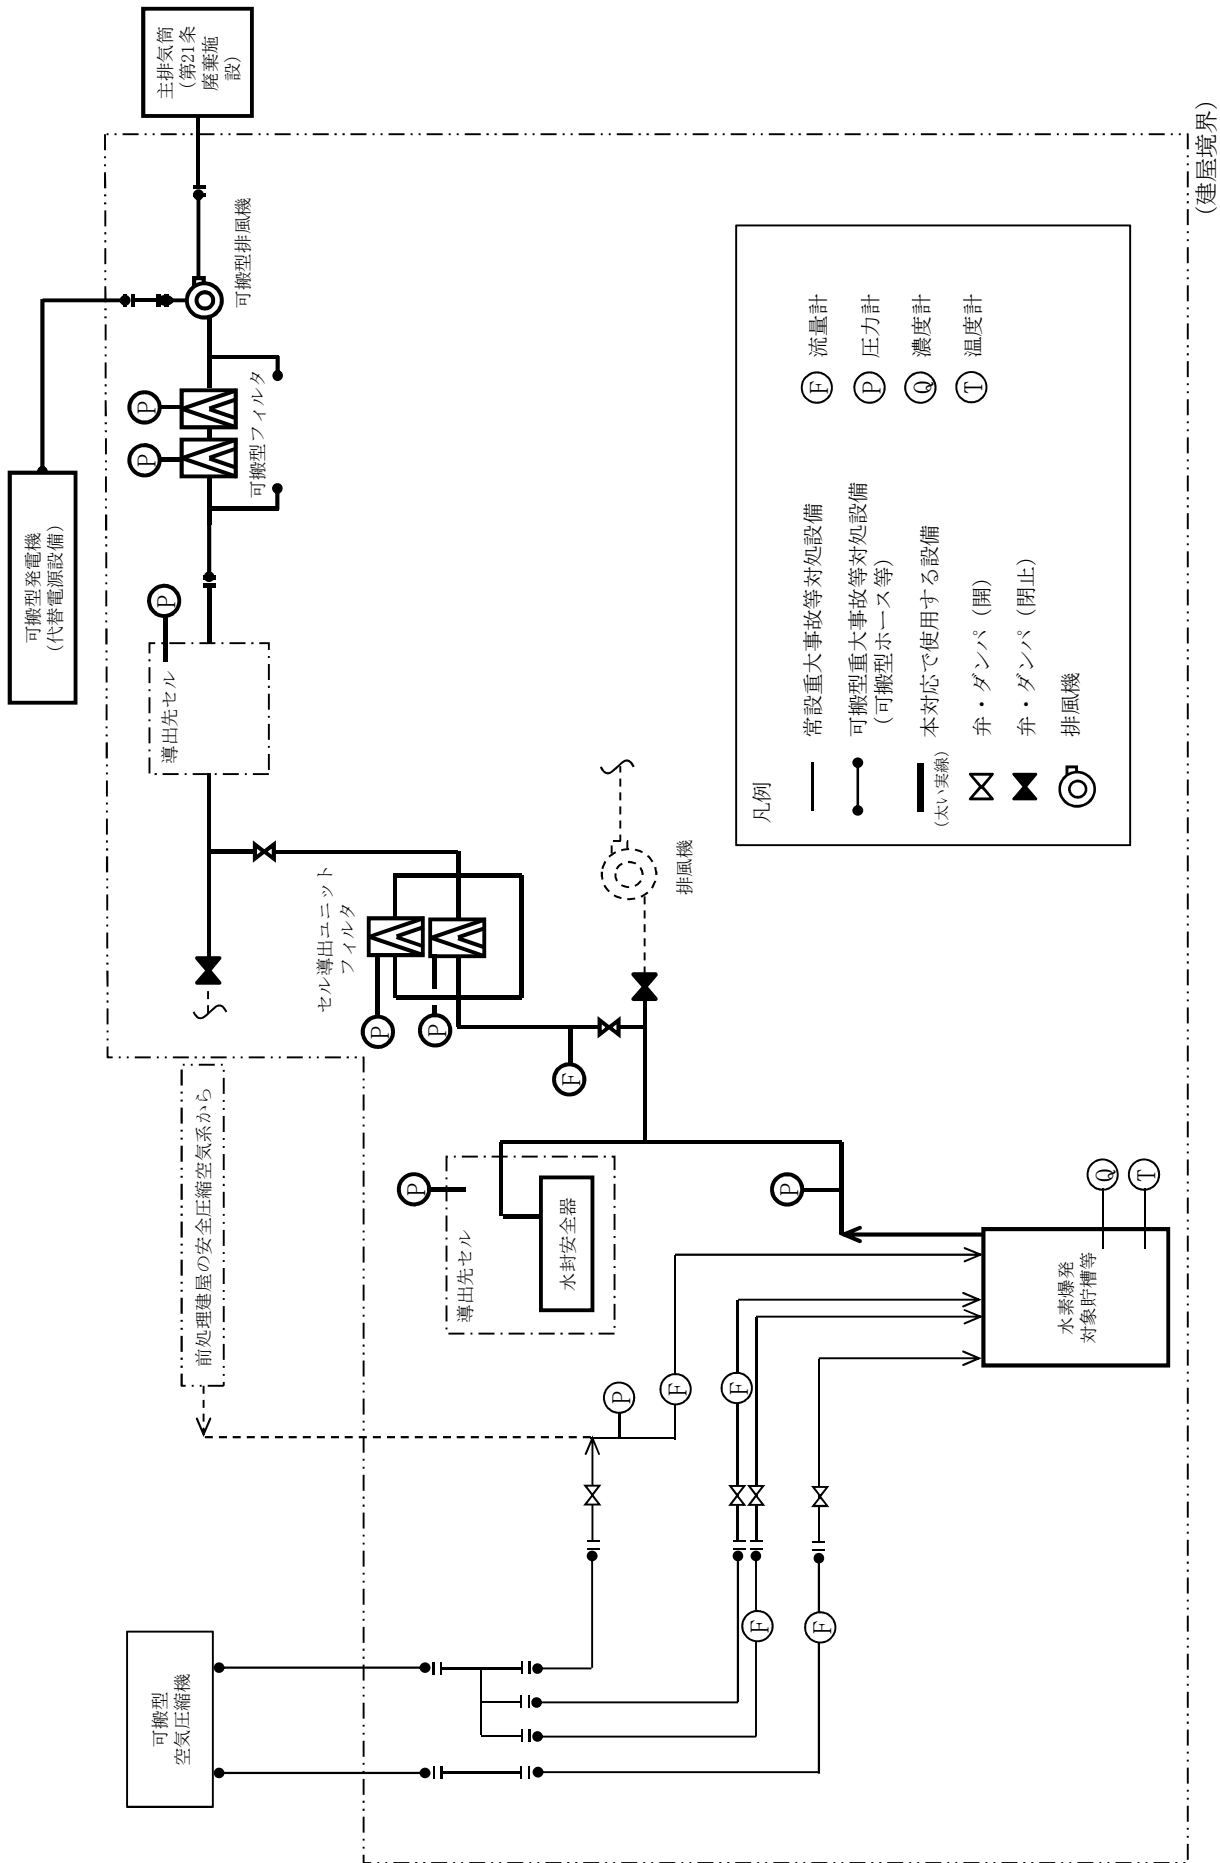 主排気筒
(第21条
廃棄施
設)
(建屋境界)
可搬型排風機
可搬型発電機
(代替電源設備)
P
P
可搬型フィルタ
P
導出先セル
セル導出ユニット
フィルタ
P
P
F
排風機
前処理建屋の安全圧縮空気系から
P
導出先セル
水封安全器
P
Q
T
水素爆発
対象貯槽等
P
F
F
F
F
可搬型
空気圧縮機
凡例
常設重大事故等対処設備
可搬型重大事故等対処設備
(可搬型ホース等)
(太い実線)
本対応で使用する設備
弁・ダンパ(開)
弁・ダンパ(閉止)
排風機
F 流量計
P 圧力計
Q 濃度計
T 温度計